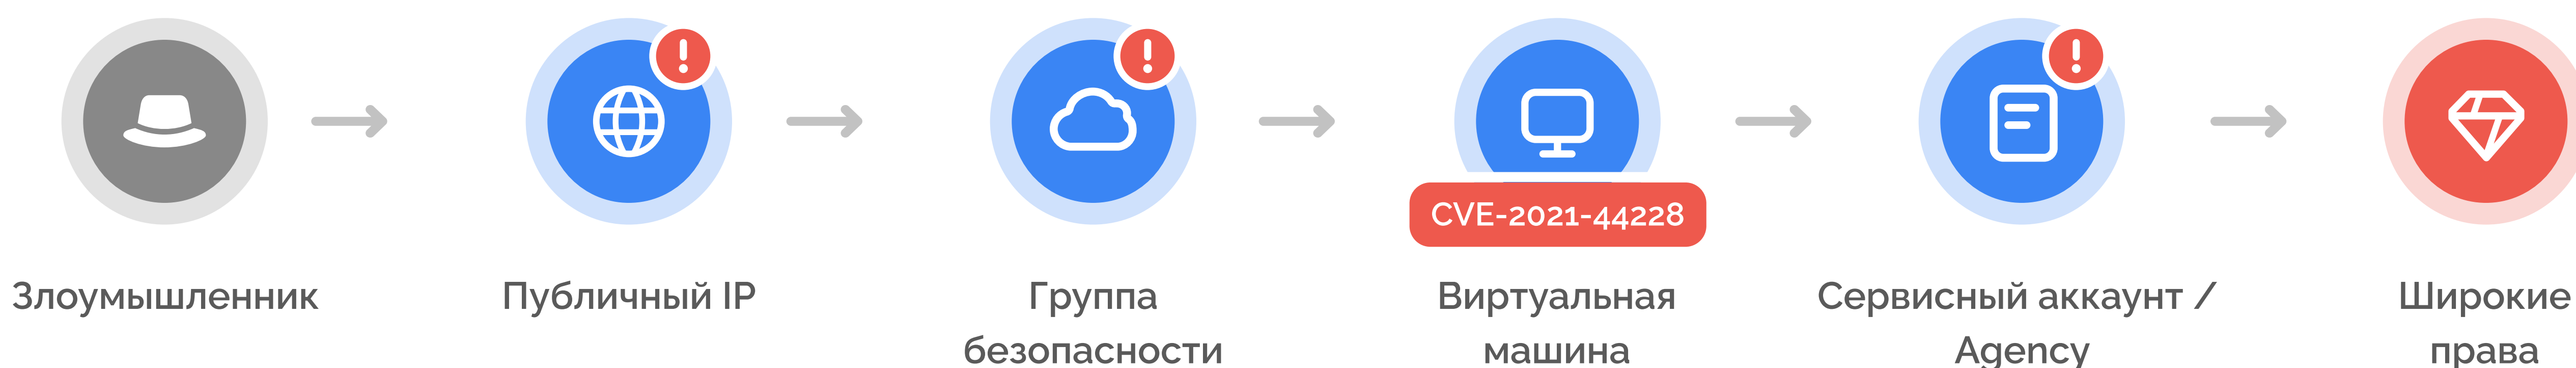 CVE-2021-44228
Злоумышленник
Публичный IP
Группа
безопасности
Виртуальная
машина
Сервисный аккаунт /
Agency
Широкие
права